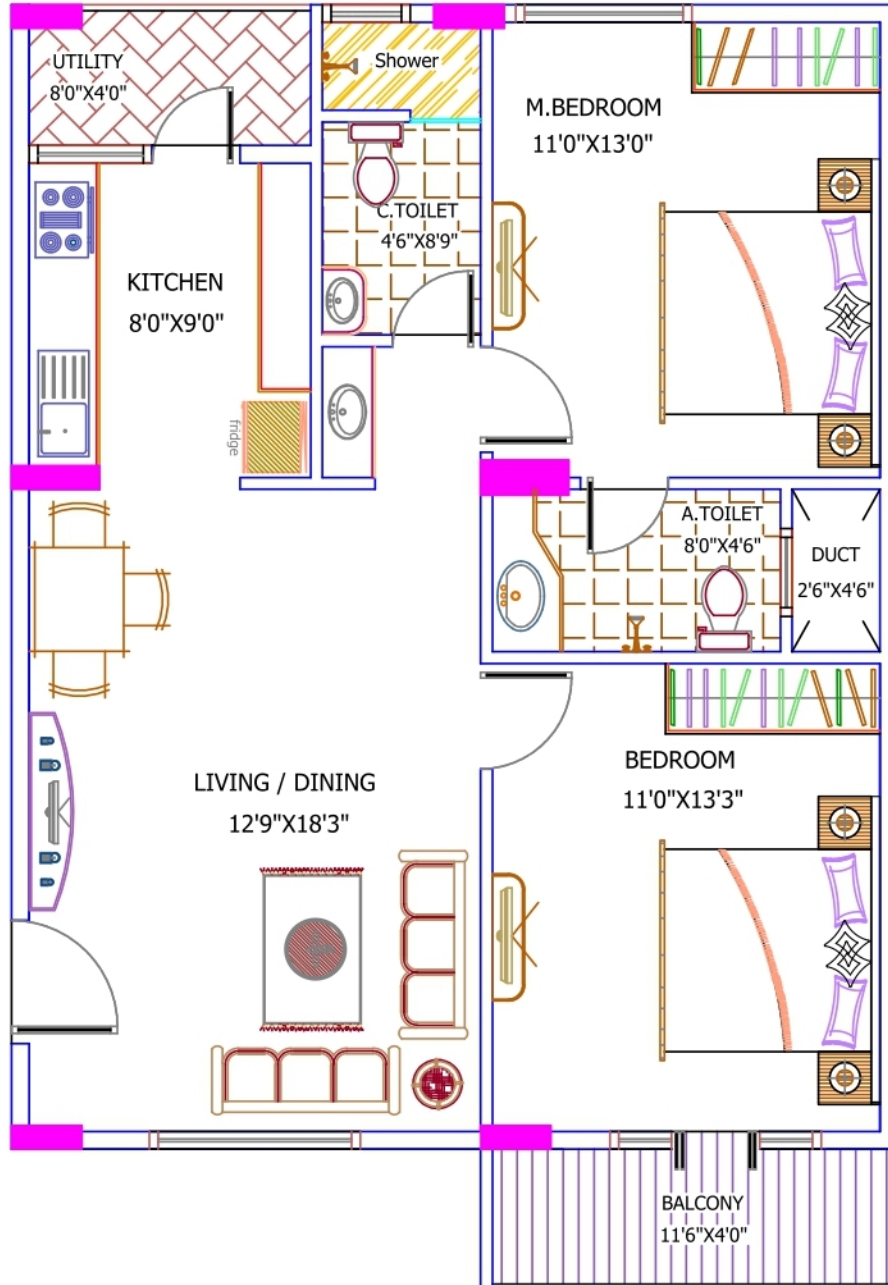 UTILITY
8'0"X4'0"
Shower
M.BEDROOM
11'0"X13'0"
C.TOILET
4'6"X8'9"
KITCHEN
8'0"X9'0"
fridge
A.TOILET
8'0"X4'6"
DUCT
2'6"X4'6"
LIVING / DINING
12'9"X18'3"
BEDROOM
11'0"X13'3"
BALCONY
11'6"X4'0"